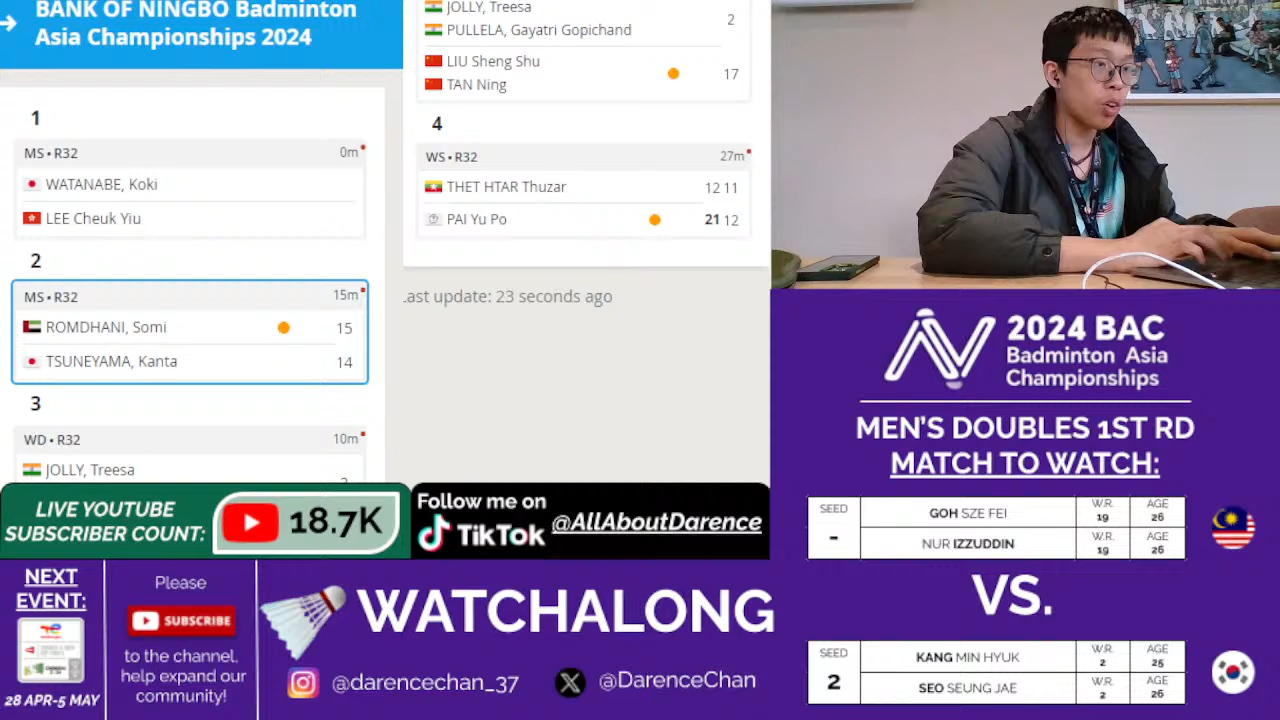 BANK OF NINGBO Badminton
Asia Championships 2024
1
MS • R32 0m
WATANABE, Koki
LEE Cheuk Yiu
2
MS • R32 15m
ROMDHANI, Somi 15
TSUNEYAMA, Kanta 14
3
WD • R32 10m
JOLLY, Treesa
JOLLY, Treesa 2
PULLELA, Gayatri Gopichand
LIU Sheng Shu 17
TAN Ning
4
WS • R32 27m
THET HTAR Thuzar 12 11
PAI Yu Po 21 12
ast update: 23 seconds ago
LIVE YOUTUBE
SUBSCRIBER COUNT:
18.7K
Follow me on
TikTok
@AllAboutDarence
NEXT
EVENT:
28 APR-5 MAY
Please
SUBSCRIBE
to the channel,
help expand our
community!
WATCHALONG
@darencechan_37
@DarenceChan
2024 BAC
Badminton Asia
Championships
MEN'S DOUBLES 1ST RD
MATCH TO WATCH:
SEED
-
GOH SZE FEI
W.R.
19
AGE
26
NUR IZZUDDIN
W.R.
19
AGE
26
VS.
SEED
2
KANG MIN HYUK
W.R.
2
AGE
25
SEO SEUNG JAE
W.R.
2
AGE
26